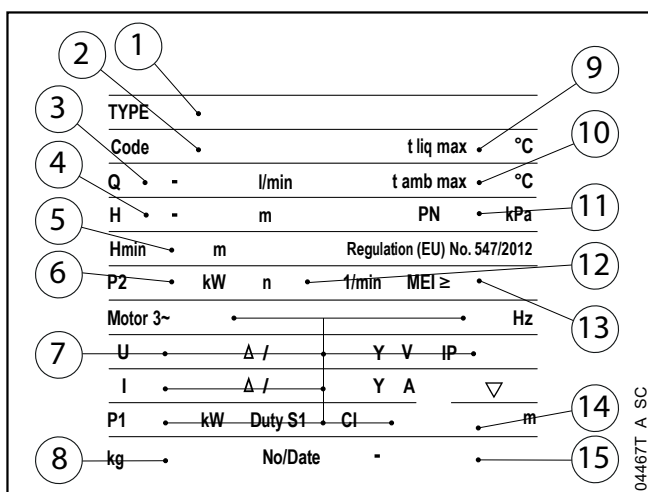 1
2
9
3
TYPE
10
Code t liq max °C
4
Q - l/min t amb max °C
11
5
H - m PN kPa
Hmin m Regulation (EU) No. 547/2012
6
12
P2 kW n 1/min MEI ≥
13
Motor 3~ Hz
7
U Δ / Y V IP
I Δ / Y A ▽
14
P1 kW Duty S1 Cl m
8
kg No/Date -
15
04467T A SC